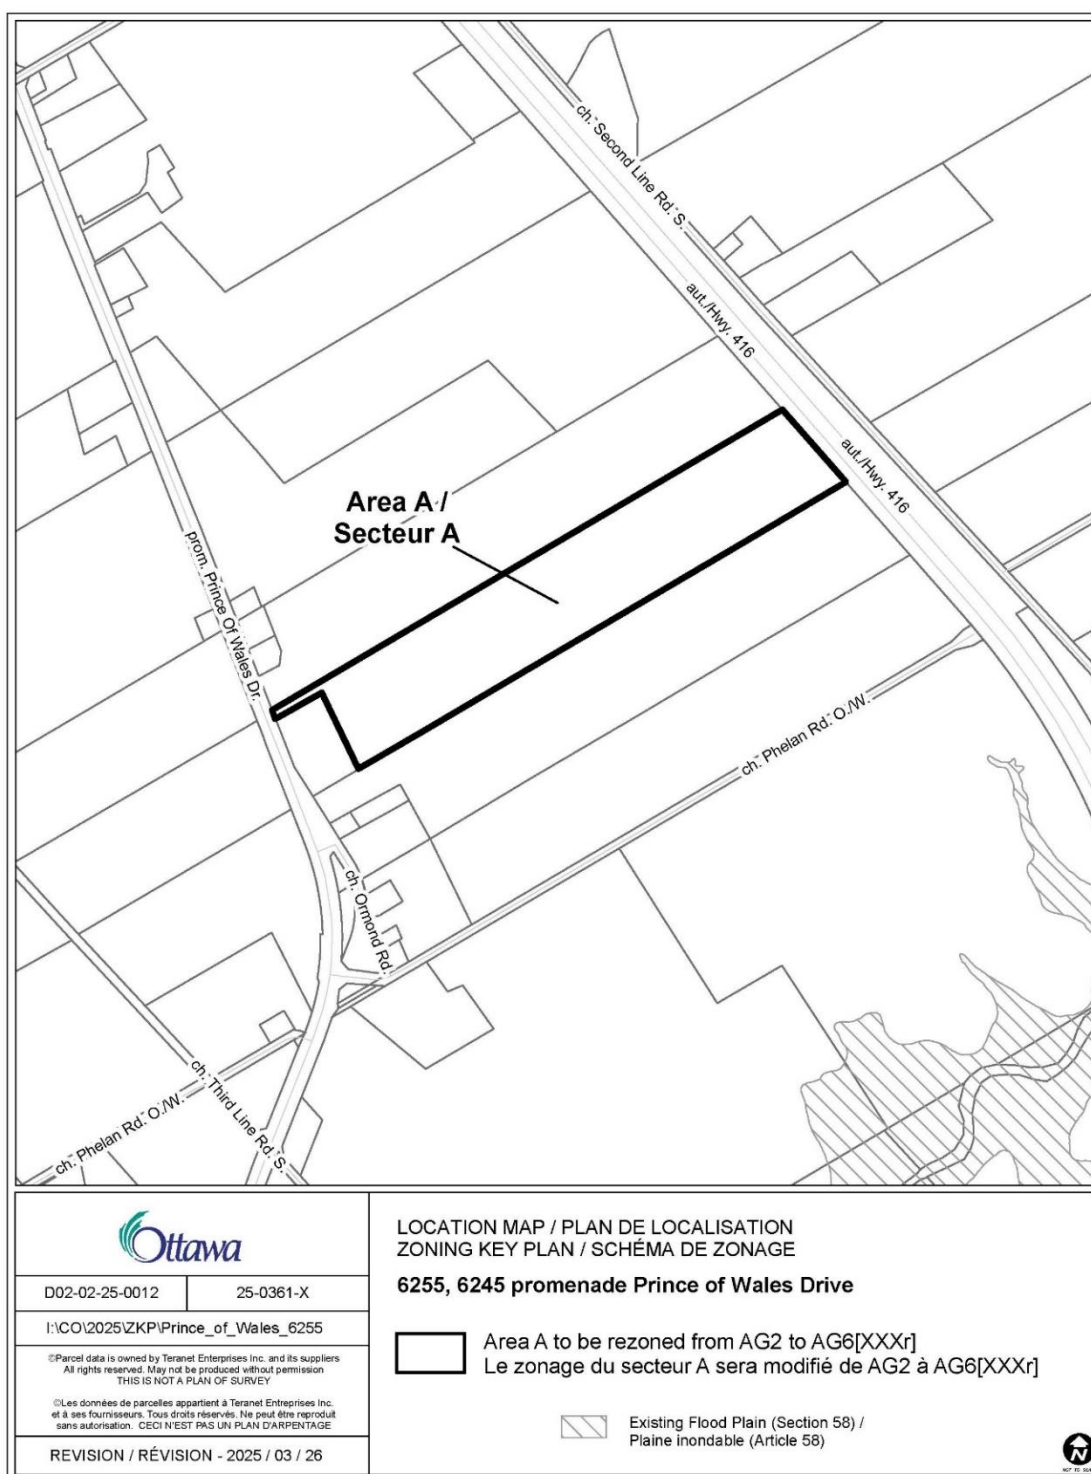 ch. Second Line Rd. S.
aut./Hwy. 416
aut./Hwy. 416
Area A /
Secteur A
prom. Prince Of Wales Dr.
ch. Phelan Rd. O./W.
ch. Ormond Rd.
ch. Third Line Rd. S.
ch. Phelan Rd. O./W.
Ottawa
D02-02-25-0012
25-0361-X
I:\CO\2025\ZKP\Prince_of_Wales_6255
©Parcel data is owned by Teranet Enterprises Inc. and its suppliers
All rights reserved. May not be produced without permission
THIS IS NOT A PLAN OF SURVEY
©Les données de parcelles appartient à Teranet Entreprises Inc.
et à ses fournisseurs. Tous droits réservés. Ne peut être reproduit
sans autorisation. CECI N'EST PAS UN PLAN D'ARPENTAGE
REVISION / RÉVISION - 2025 / 03 / 26
LOCATION MAP / PLAN DE LOCALISATION
ZONING KEY PLAN / SCHÉMA DE ZONAGE
6255, 6245 promenade Prince of Wales Drive
Area A to be rezoned from AG2 to AG6[XXXr]
Le zonage du secteur A sera modifié de AG2 à AG6[XXXr]
Existing Flood Plain (Section 58) /
Plaine inondable (Article 58)
N